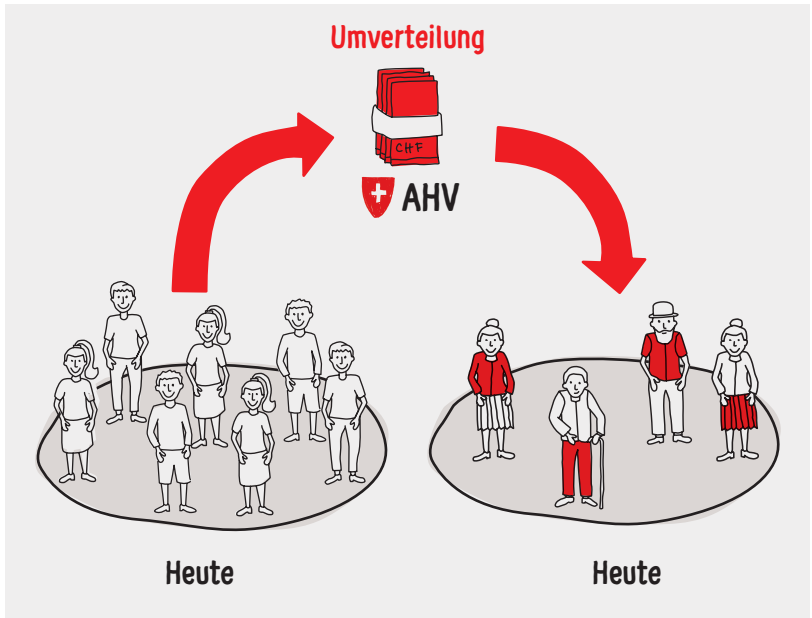 Umverteilung
CHF
AHV
Heute
Heute